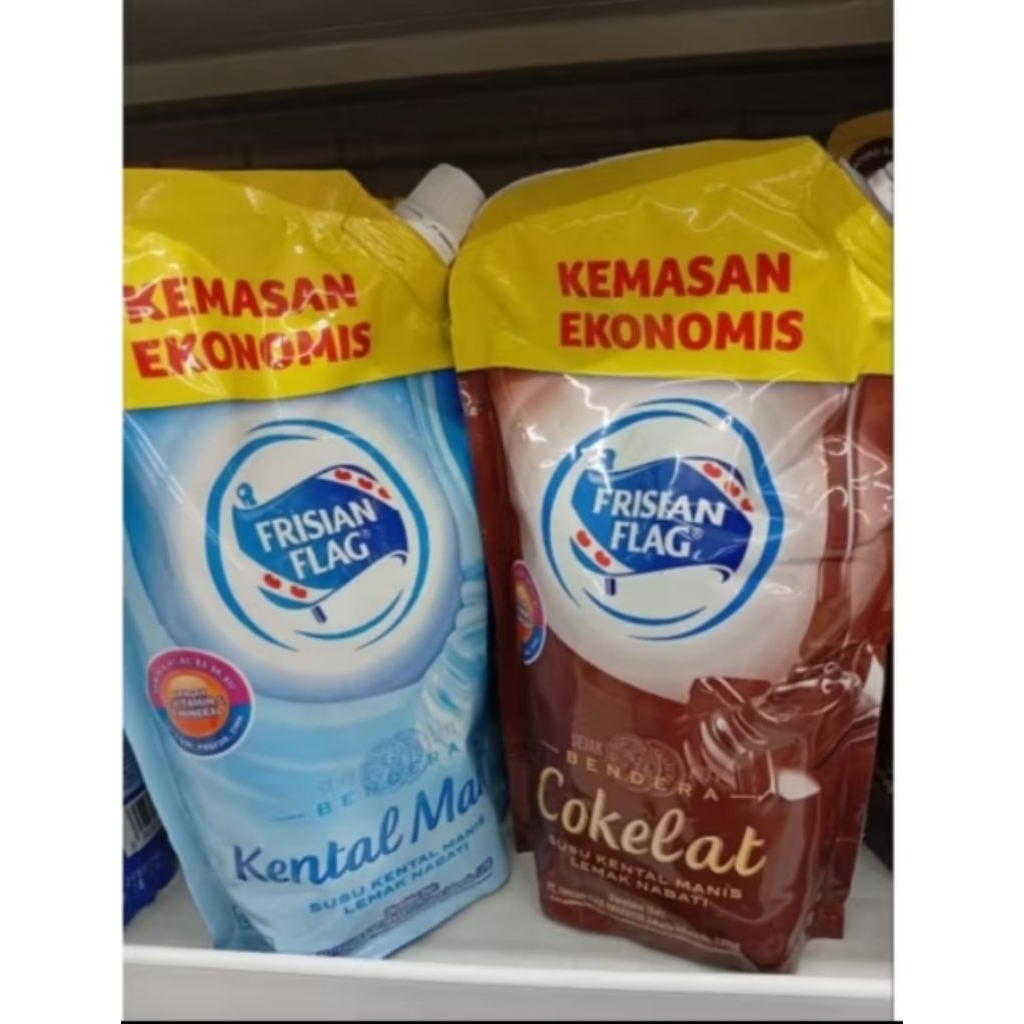 KEMASAN
EKONOMIS
FRISIAN
FLAG
BENDERA
Kental
SUSU KENTAL MANIS
LEMAK NABATI
KEMASAN
EKONOMIS
FRISIAN
FLAG
SEJAK
BENDERA
Cokelat
SUSU KENTAL MANIS
LEMAK NABATI